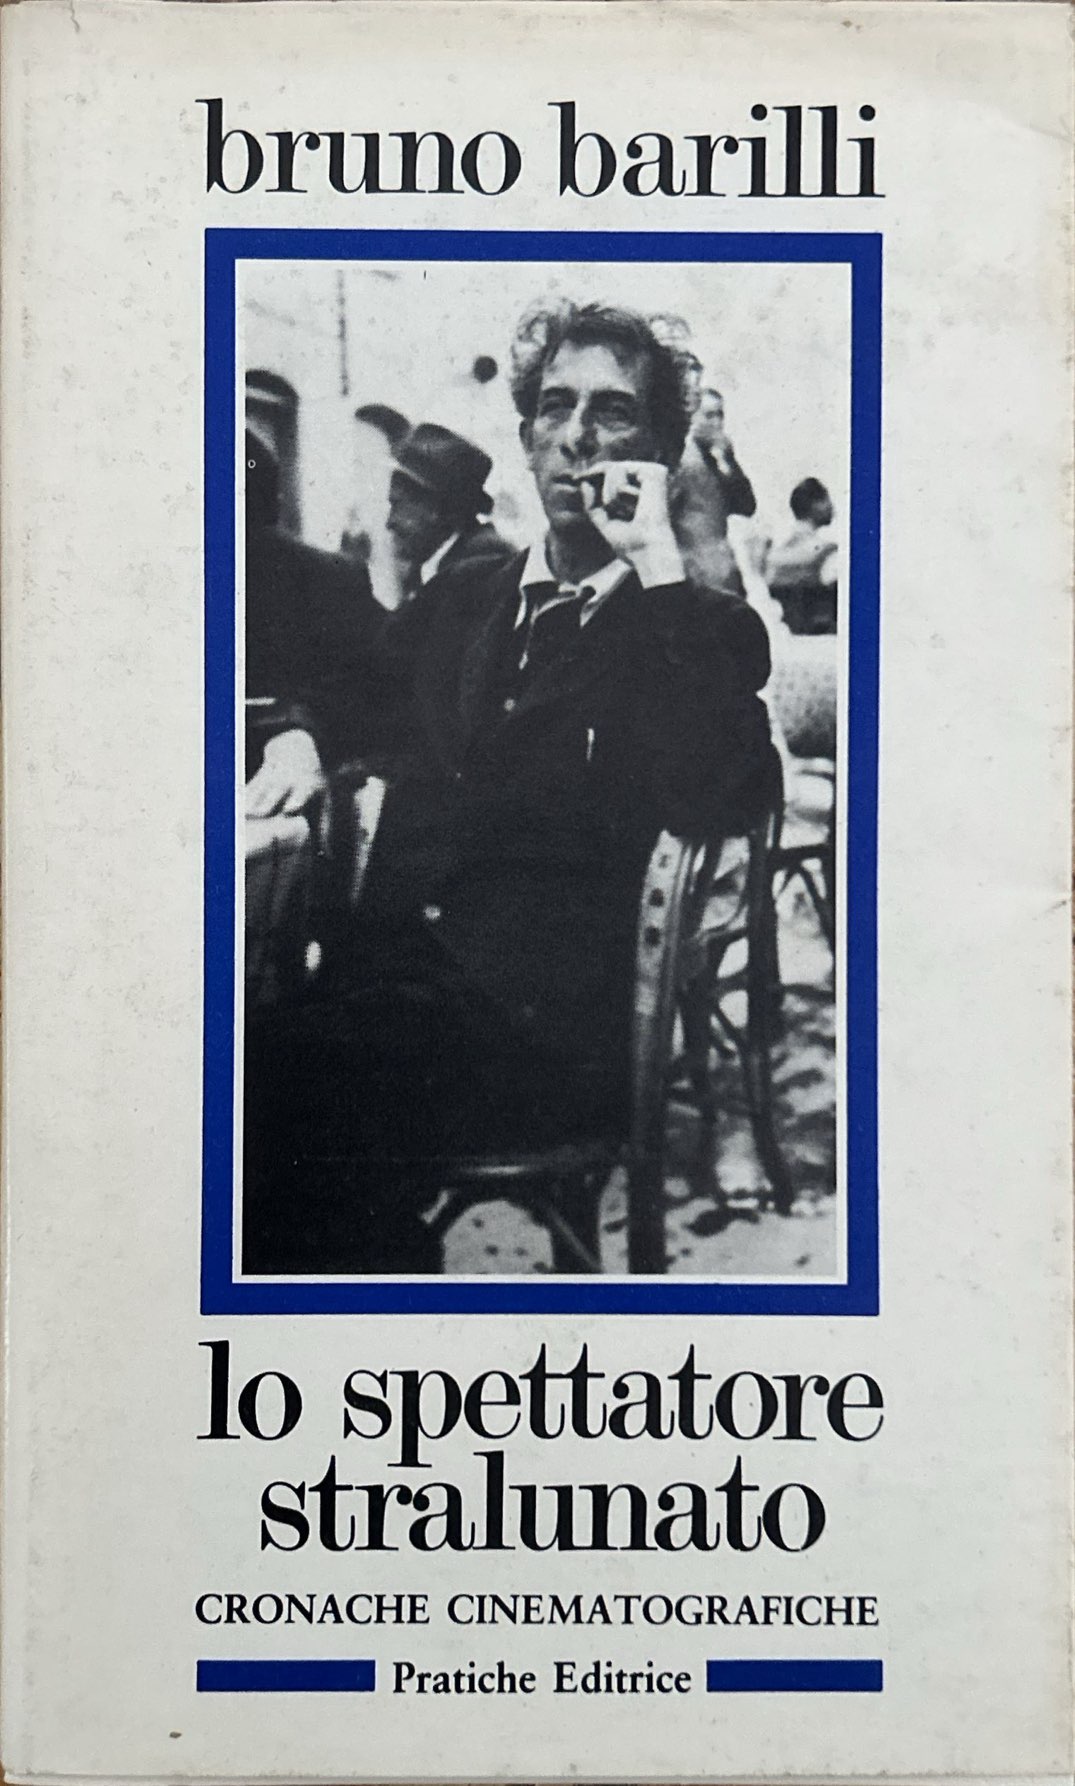 bruno barilli
lo spettatore
stralunato
CRONACHE CINEMATOGRAFICHE
Pratiche Editrice